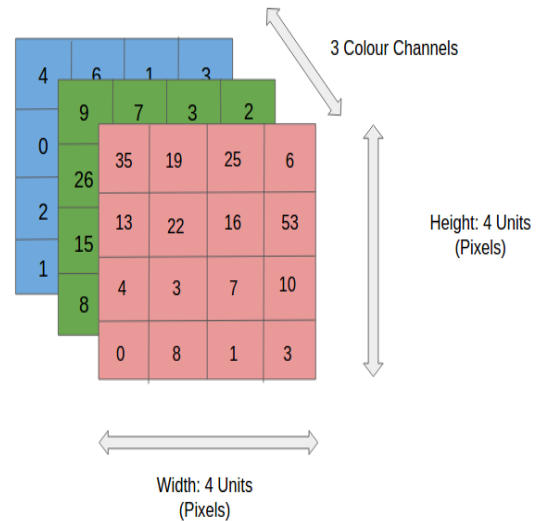 3 Colour Channels
4 6 1 3
9 7 3 2
35 19 25 6
0
26
13 22 16 53
Height: 4 Units
(Pixels)
2
15
4 3 7 10
1
8
0 8 1 3
Width: 4 Units
(Pixels)